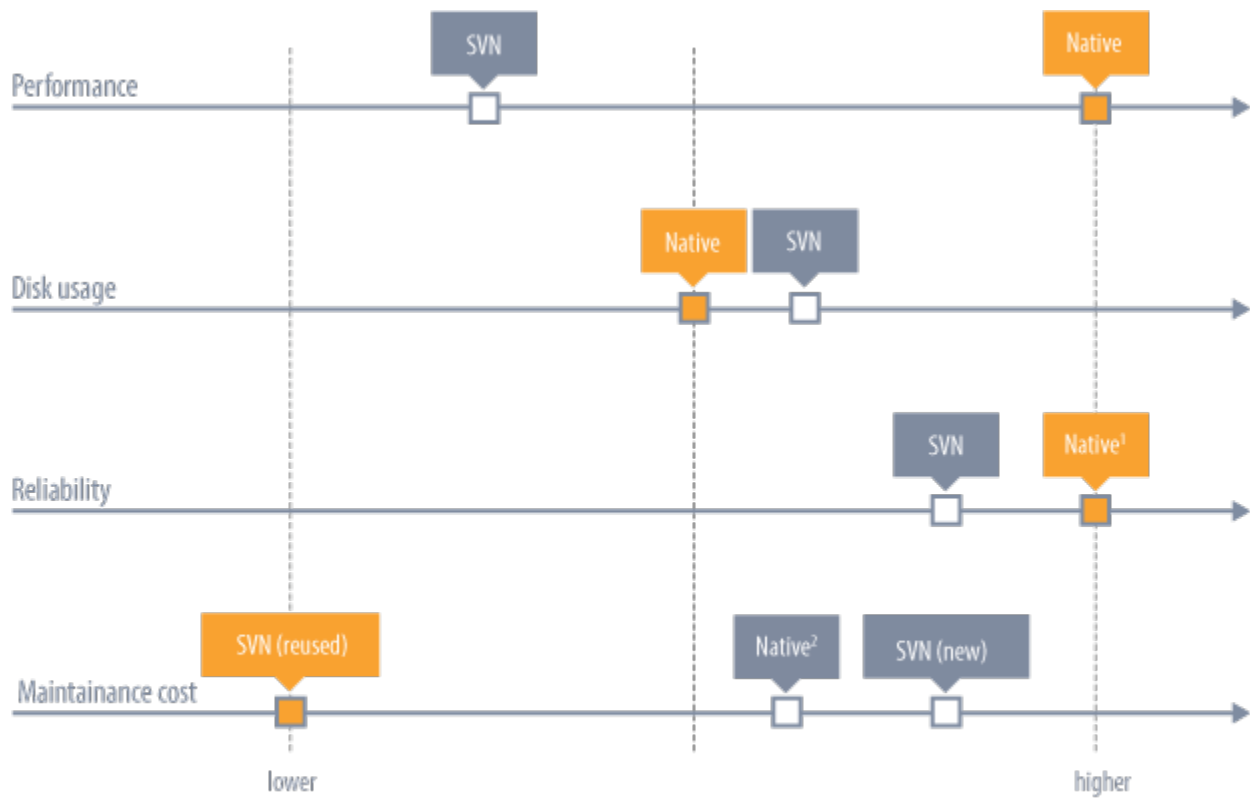 SVN
Native
Performance
Native
SVN
Disk usage
SVN
Native¹
Reliability
SVN (reused)
Native²
SVN (new)
Maintainance cost
lower
higher